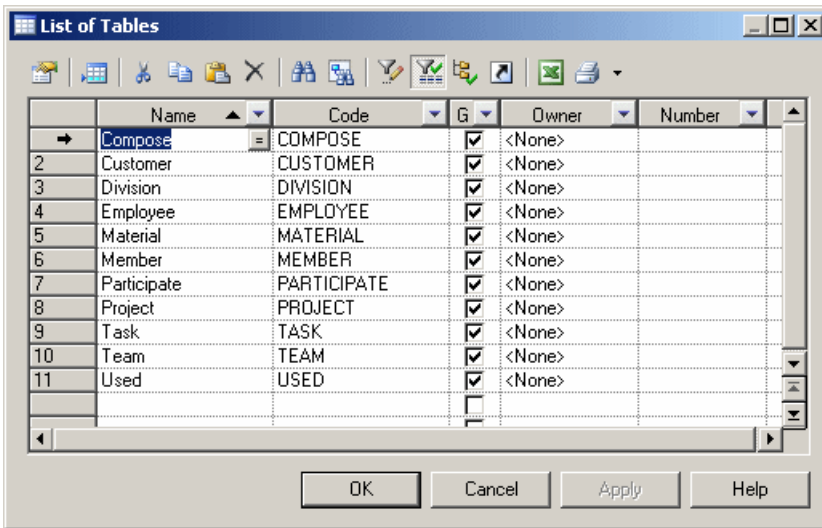 List of Tables
Name Code G Owner Number
Compose = COMPOSE <None>
2 Customer CUSTOMER <None>
3 Division DIVISION <None>
4 Employee EMPLOYEE <None>
5 Material MATERIAL <None>
6 Member MEMBER <None>
7 Participate PARTICIPATE <None>
8 Project PROJECT <None>
9 Task TASK <None>
10 Team TEAM <None>
11 Used USED <None>
OK Cancel Apply Help